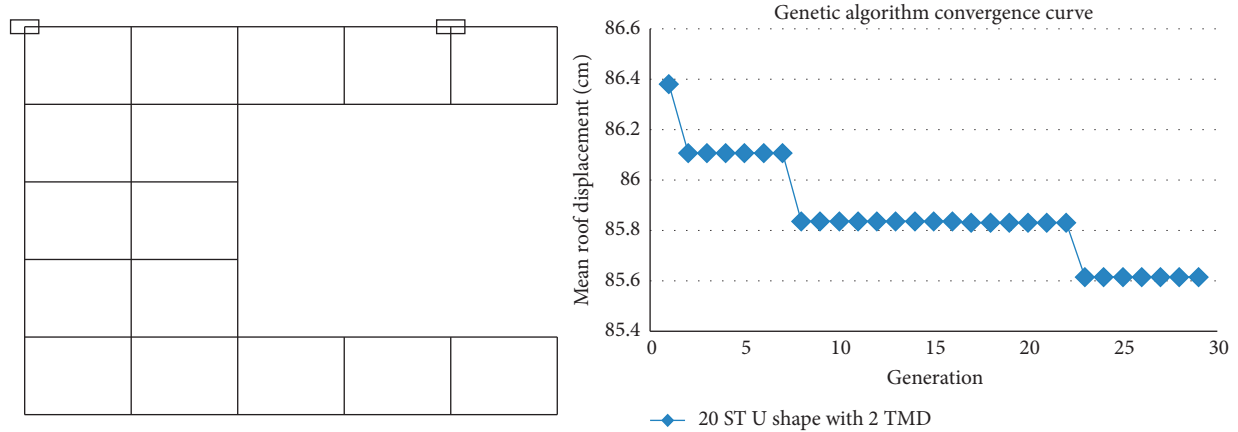 Genetic algorithm convergence curve
Mean roof displacement (cm)
86.6
86.4
86.2
86
85.8
85.6
85.4
0 5 10 15 20 25 30
Generation
20 ST U shape with 2 TMD